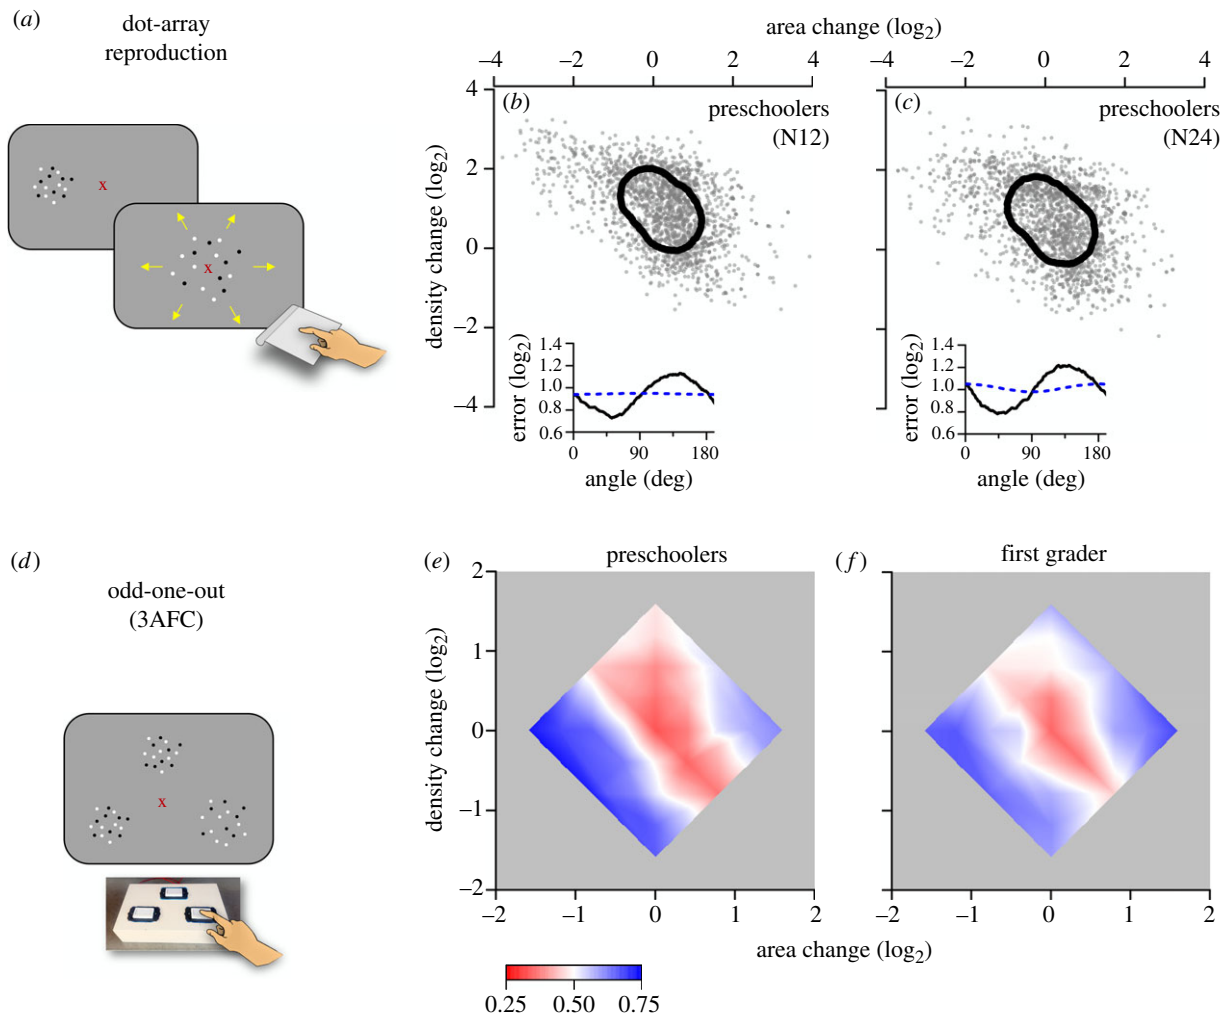 (a)
dot-array
reproduction
x
x
area change (log2)
–4 –2 0 2 4
–4 –2 0 2 4
(b)
preschoolers
(N12)
(c)
preschoolers
(N24)
density change (log2)
4
2
0
–2
–4
error (log2)
1.4
1.2
1.0
0.8
0.6
0 90 180
angle (deg)
error (log2)
1.4
1.2
1.0
0.8
0.6
0 90 180
angle (deg)
(d)
odd-one-out
(3AFC)
x
(e)
preschoolers
(f)
first grader
density change (log2)
2
1
0
–1
–2
–2 –1 0 1 2
–2 –1 0 1 2
area change (log2)
0.25 0.50 0.75